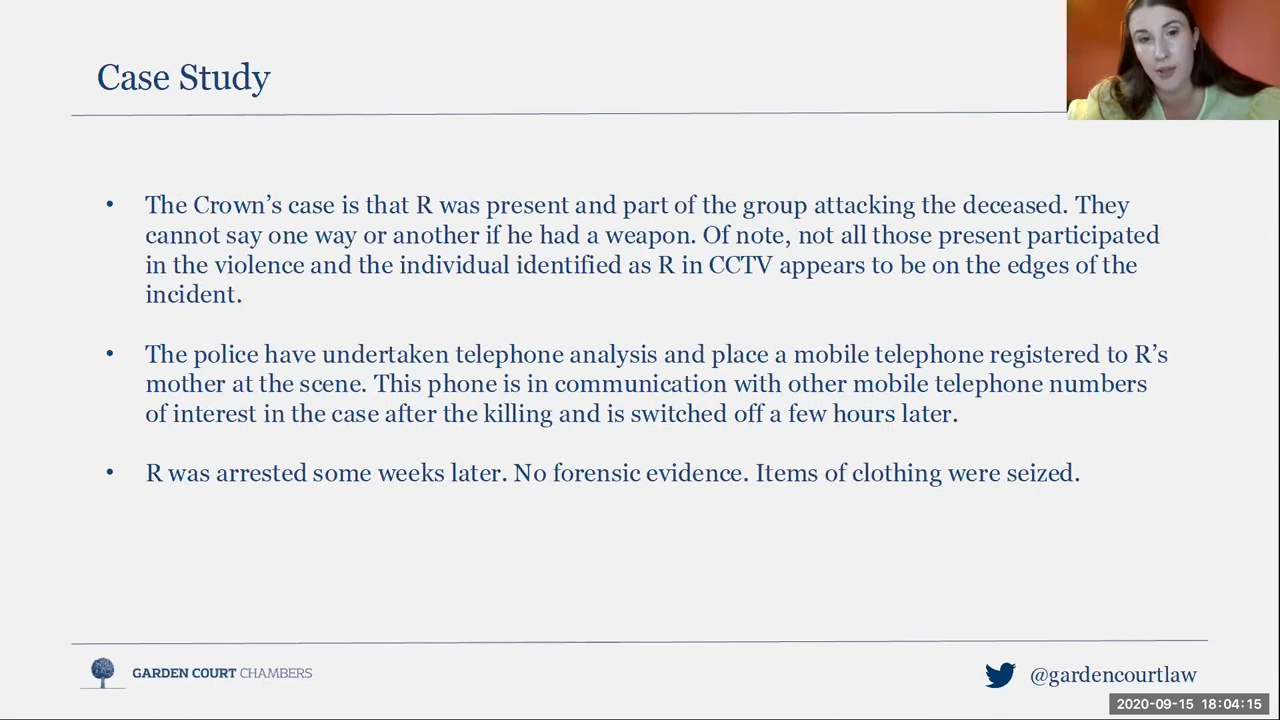 Case Study
• The Crown’s case is that R was present and part of the group attacking the deceased. They
cannot say one way or another if he had a weapon. Of note, not all those present participated
in the violence and the individual identified as R in CCTV appears to be on the edges of the
incident.
• The police have undertaken telephone analysis and place a mobile telephone registered to R’s
mother at the scene. This phone is in communication with other mobile telephone numbers
of interest in the case after the killing and is switched off a few hours later.
• R was arrested some weeks later. No forensic evidence. Items of clothing were seized.
GARDEN COURT CHAMBERS
@gardencourtlaw
2020-09-15 18:04:15